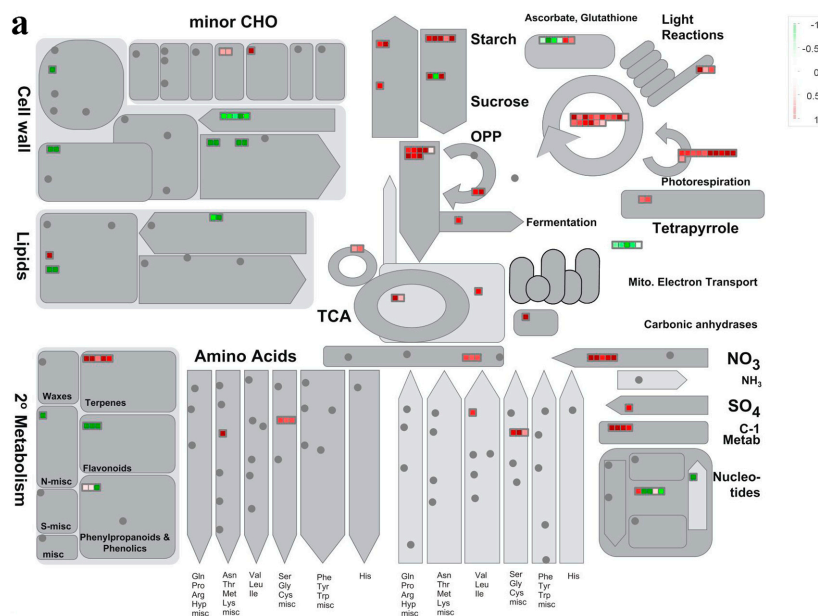 a
minor CHO
Cell wall
Lipids
2º Metabolism
Starch
Sucrose
OPP
Ascorbate, Glutathione
Light
Reactions
-1
-0.5
0
0.5
1
Photorespiration
Fermentation
Tetrapyrrole
Mito. Electron Transport
TCA
Carbonic anhydrases
Amino Acids
NO3
NH3
SO4
C-1
Metab
Nucleo-
tides
Waxes
Terpenes
N-misc
Flavonoids
S-misc
misc
Phenylpropanoids &
Phenolics
Gln
Pro
Arg
Hyp
misc
Asn
Thr
Met
Lys
misc
Val
Leu
Ile
Ser
Gly
Cys
misc
Phe
Tyr
Trp
misc
His
Gln
Pro
Arg
Hyp
misc
Asn
Thr
Met
Lys
misc
Val
Leu
Ile
Ser
Gly
Cys
misc
Phe
Tyr
Trp
misc
His